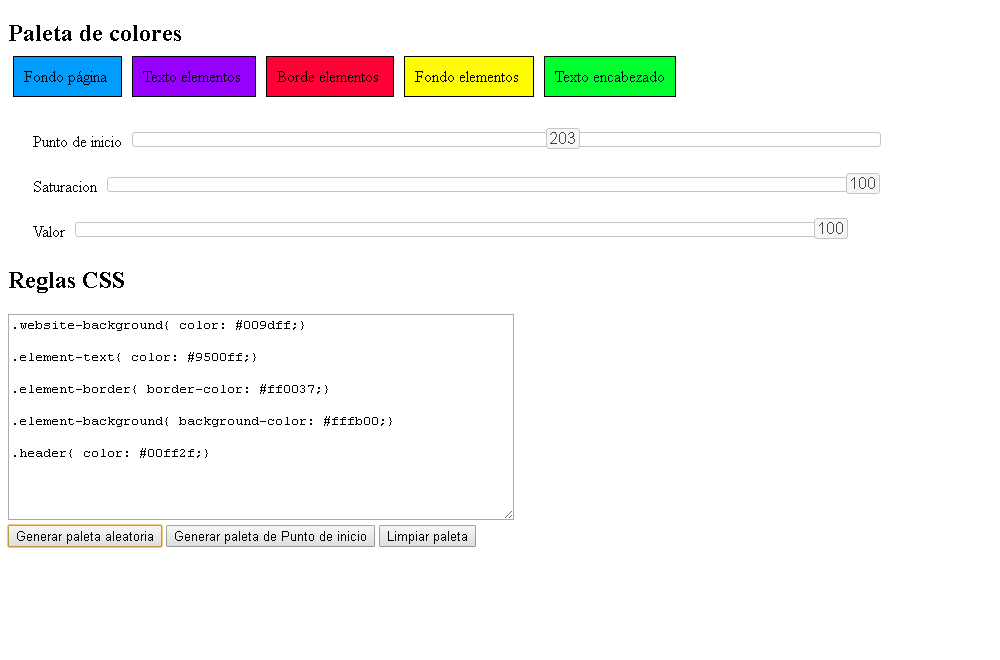 Paleta de colores
Fondo página Texto elementos Borde elementos Fondo elementos Texto encabezado
Punto de inicio 203
Saturacion 100
Valor 100
Reglas CSS
.website-background{ color: #009dff;}
.element-text{ color: #9500ff;}
.element-border{ border-color: #ff0037;}
.element-background{ background-color: #fffb00;}
.header{ color: #00ff2f;}
Generar paleta aleatoria Generar paleta de Punto de inicio Limpiar paleta